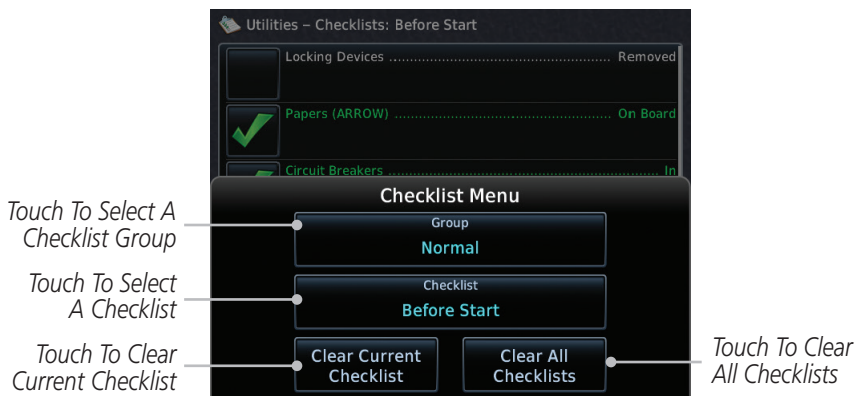 Utilities – Checklists: Before Start
Locking Devices ........................................................ Removed
Papers (ARROW) ........................................................ On Board
Circuit Breakers ................................................................... In
Checklist Menu
Touch To Select A
Checklist Group
Group
Normal
Touch To Select
A Checklist
Checklist
Before Start
Touch To Clear
Current Checklist
Clear Current
Checklist
Clear All
Checklists
Touch To Clear
All Checklists